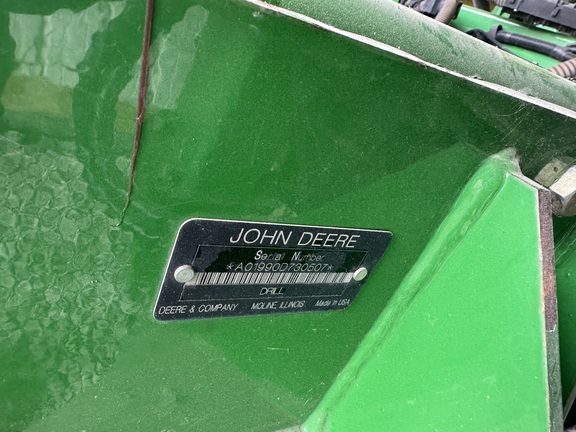 JOHN DEERE
Serial Number
*A01990D730607*
DRILL
DEERE & COMPANY MOLINE, ILLINOIS Made in USA